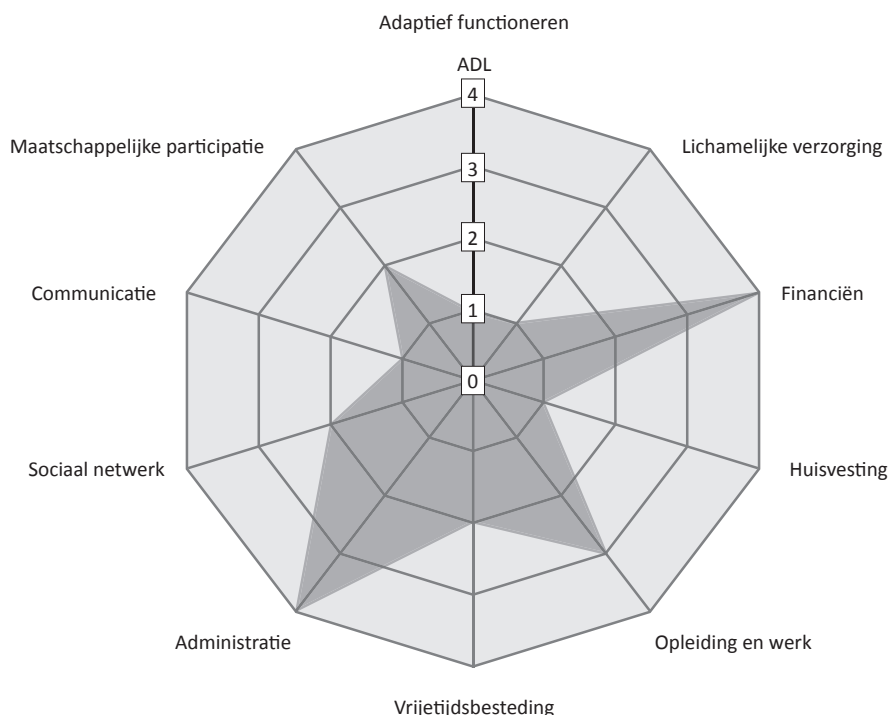 Adaptief functioneren
ADL
4
Maatschappelijke participatie
Lichamelijke verzorging
3
2
Communicatie
Financiën
1
0
Sociaal netwerk
Huisvesting
Administratie
Opleiding en werk
Vrijetijdsbesteding